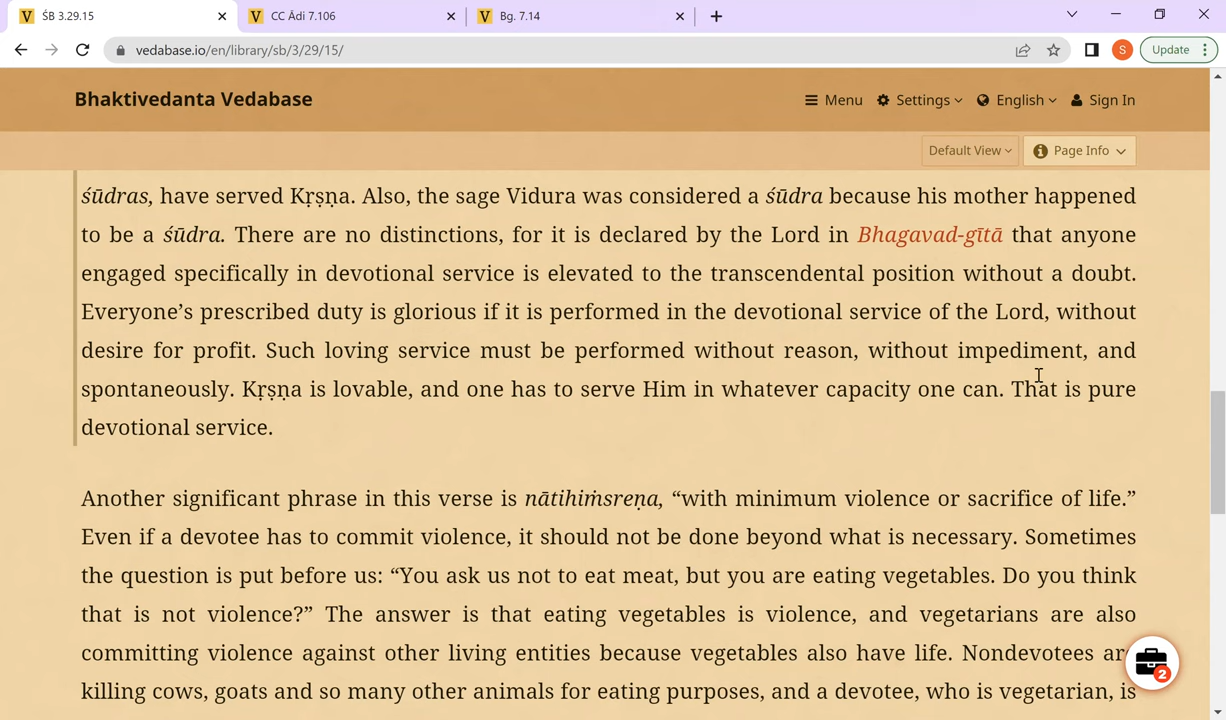 ŚB 3.29.15
CC Ādi 7.106
Bg. 7.14
vedabase.io/en/library/sb/3/29/15/
S
Update
Bhaktivedanta Vedabase
Menu
Settings
English
Sign In
Default View
Page Info
śūdras, have served Kṛṣṇa. Also, the sage Vidura was considered a śūdra because his mother happened
to be a śūdra. There are no distinctions, for it is declared by the Lord in Bhagavad-gītā that anyone
engaged specifically in devotional service is elevated to the transcendental position without a doubt.
Everyone’s prescribed duty is glorious if it is performed in the devotional service of the Lord, without
desire for profit. Such loving service must be performed without reason, without impediment, and
spontaneously. Kṛṣṇa is lovable, and one has to serve Him in whatever capacity one can. That is pure
devotional service.
Another significant phrase in this verse is nātihiṁsreṇa, “with minimum violence or sacrifice of life.”
Even if a devotee has to commit violence, it should not be done beyond what is necessary. Sometimes
the question is put before us: “You ask us not to eat meat, but you are eating vegetables. Do you think
that is not violence?” The answer is that eating vegetables is violence, and vegetarians are also
committing violence against other living entities because vegetables also have life. Nondevotees are
killing cows, goats and so many other animals for eating purposes, and a devotee, who is vegetarian, is
2